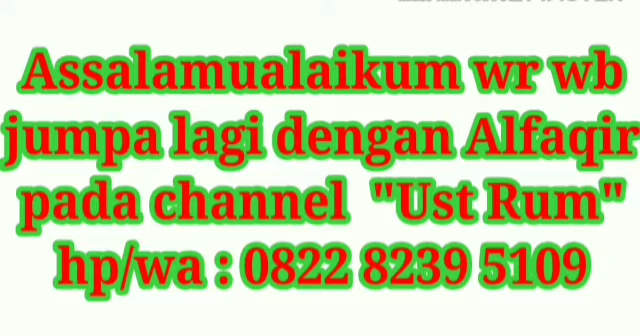 Assalamualaikum wr wb
jumpa lagi dengan Alfaqir
pada channel "Ust Rum"
hp/wa : 0822 8239 5109